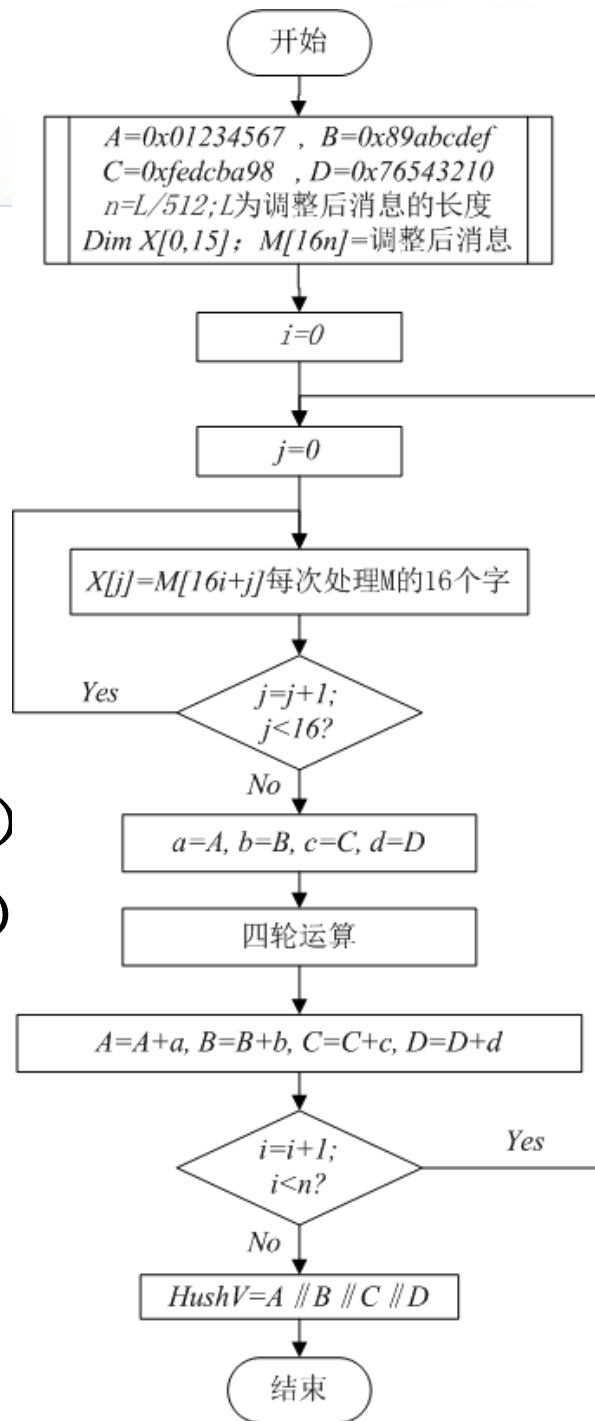 开始
A=0x01234567 , B=0x89abcdef
C=0xfedcba98 , D=0x76543210
n=L/512;L为调整后消息的长度
Dim X[0,15]; M[16n]=调整后消息
i=0
j=0
X[j]=M[16i+j]每次处理M的16个字
Yes
j=j+1;
j<16?
No
a=A, b=B, c=C, d=D
四轮运算
A=A+a, B=B+b, C=C+c, D=D+d
i=i+1;
i<n?
Yes
No
HushV=A∥B∥C∥D
结束